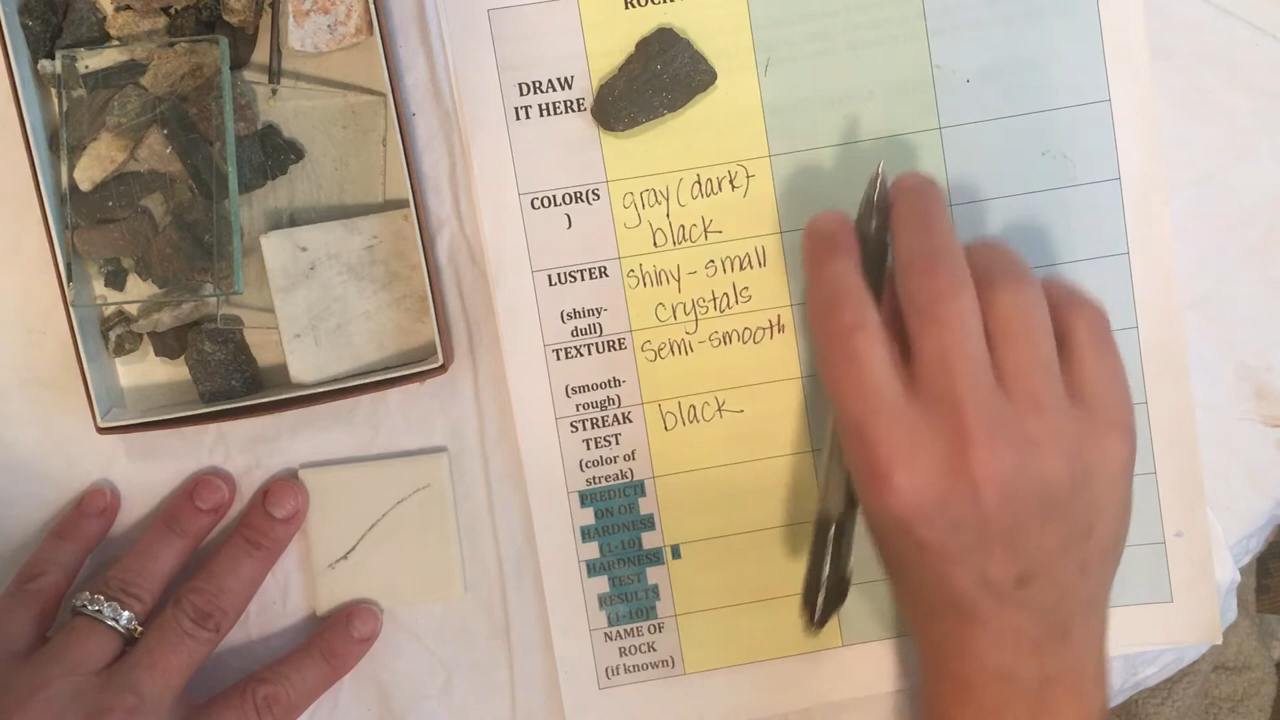 ROCK
DRAW
IT HERE
COLOR(S
)
gray (dark)
black
LUSTER
(shiny-
dull)
shiny-small
crystals
TEXTURE
(smooth-
rough)
semi-smooth
STREAK
TEST
(color of
streak)
black
PREDICTI
ON OF
HARDNESS
(1-10)
HARDNESS
TEST
RESULTS
(1-10)*
NAME OF
ROCK
(if known)